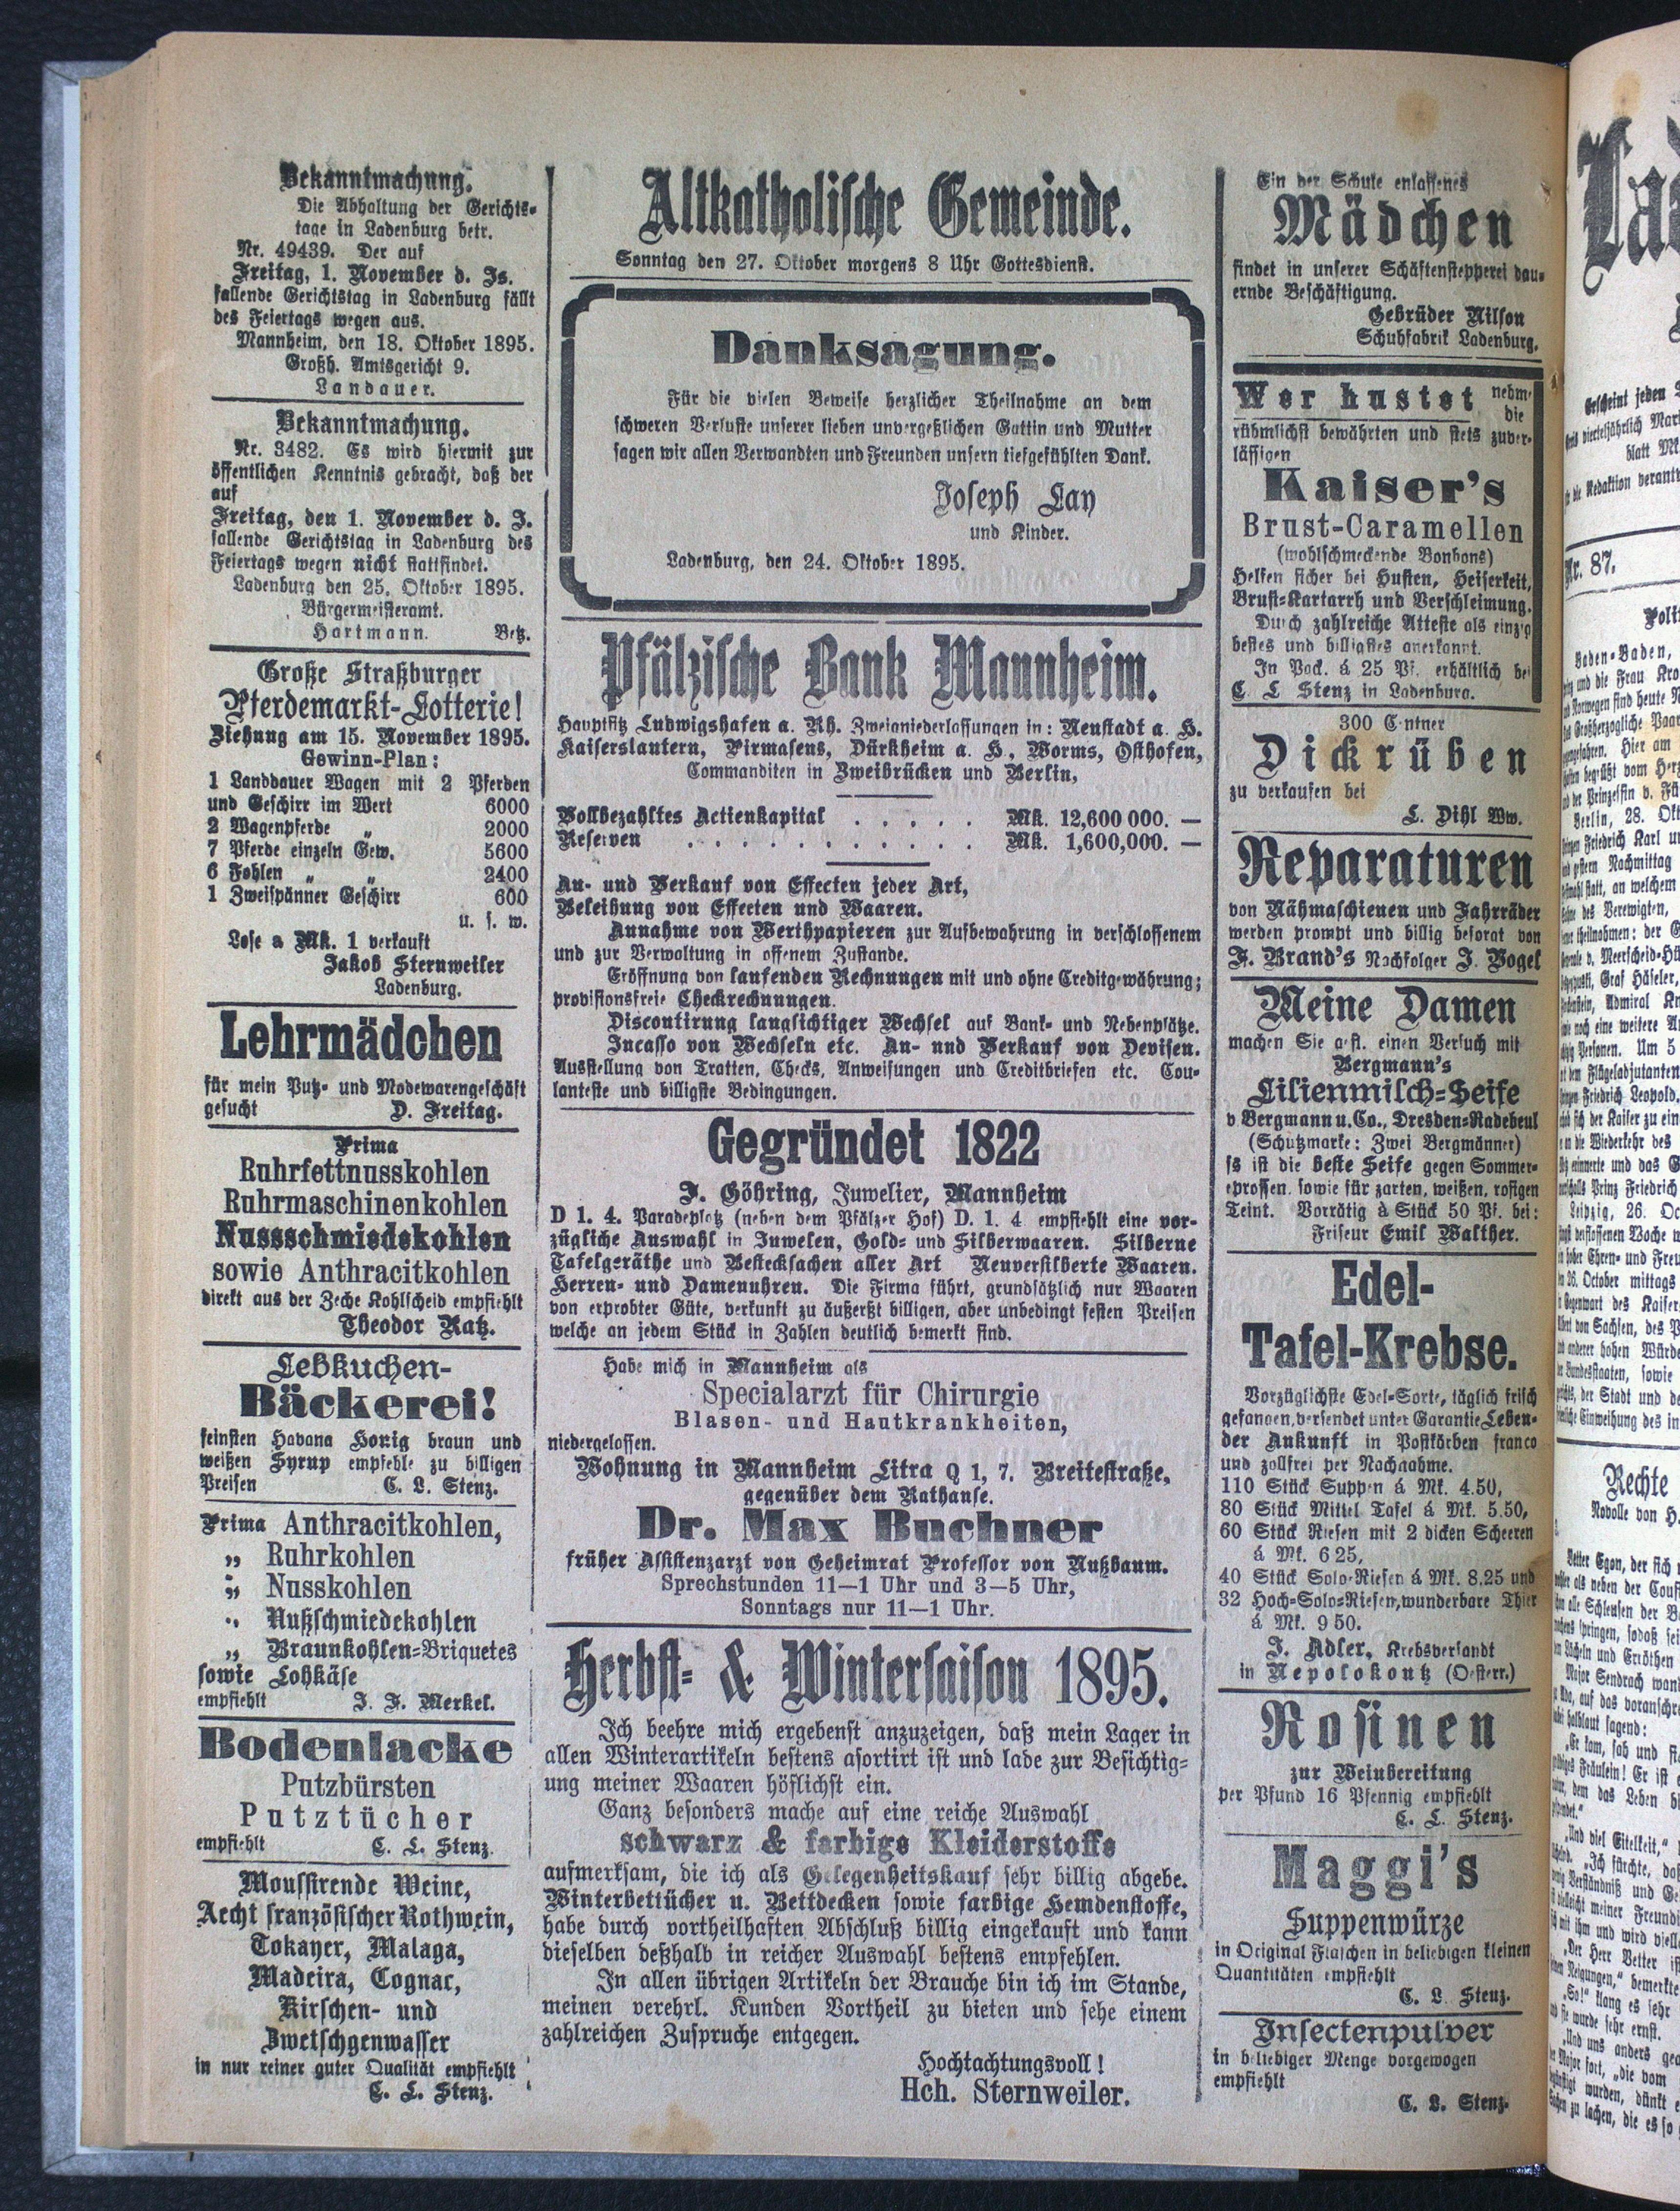 Bekanntmachung.
Die Abhaltung der Gerichts-
tage in Ladenburg betr.
Nr. 49439. Der auf
Freitag, 1. November d. Js.
fallende Gerichtstag in Ladenburg fällt
des Feiertags wegen aus.
Mannheim, den 18. Oktober 1895.
Großh. Amtsgericht 9.
Landauer.
Bekanntmachung.
Nr. 3482. Es wird hiermit zur
öffentlichen Kenntnis gebracht, daß der
auf
Freitag, den 1. November d. J.
fallende Gerichtstag in Ladenburg des
Feiertags wegen nicht stattfindet.
Ladenburg den 25. Oktober 1895.
Bürgermeisteramt.
Hartmann. Betz.
Große Straßburger
Pferdemarkt-Lotterie!
Ziehung am 15. November 1895.
Gewinn-Plan:
1 Landdauer Wagen mit 2 Pferden
und Geschirr im Wert 6000
2 Wagenpferde „ 2000
7 Pferde einzeln Gew. 5600
6 Fohlen „ „ 2400
1 Zweispänner Geschirr 600
u. s. w.
Lose a Mk. 1 verkauft
Jakob Sternweiler
Ladenburg.
Lehrmädchen
für mein Putz- und Modewarengeschäft
gesucht D. Freitag.
Prima
Ruhrfettnusskohlen
Ruhrmaschinenkohlen
Nussschmiedekohlen
sowie Anthracitkohlen
direkt aus der Zeche Kohlscheid empfiehlt
Theodor Katz.
Lebkuchen-
Bäckerei!
feinsten Havana Honig braun und
weißen Syrup empfehle zu billigen
Preisen C. L. Stenz.
Prima Anthracitkohlen,
„ Ruhrkohlen
„ Nusskohlen
„ Nußschmiedekohlen
„ Braunkohlen-Briquetes
sowie Lohkäse
empfiehlt J. F. Merkel.
Bodenlacke
Putzbürsten
Putztücher
empfiehlt C. L. Stenz.
Moussirende Weine,
Aecht französischer Rothwein,
Tokayer, Malaga,
Madeira, Cognac,
Kirschen- und
Zwetschgenwasser
in nur reiner guter Qualität empfiehlt
C. L. Stenz.
Altkatholische Gemeinde.
Sonntag den 27. Oktober morgens 8 Uhr Gottesdienst.
Danksagung.
Für die vielen Beweise herzlicher Theilnahme an dem
schweren Verluste unserer lieben unvergeßlichen Gattin und Mutter
sagen wir allen Verwandten und Freunden unsern tiefgefühlten Dank.
Joseph Lay
und Kinder.
Ladenburg, den 24. Oktober 1895.
Pfälzische Bank Mannheim.
Hauptsitz Ludwigshafen a. Rh. Zweigniederlassungen in: Neustadt a. H.
Kaiserslautern, Pirmasens, Dürkheim a. H., Worms, Osthofen,
Commanditen in Zweibrücken und Berlin,
Vollbezahltes Actienkapital . . . . . Mk. 12,600 000. —
Reserven . . . . . . . . . . . Mk. 1,600,000. —
An- und Verkauf von Effecten jeder Art,
Beleihung von Effecten und Waaren.
Annahme von Werthpapieren zur Aufbewahrung in verschlossenem
und zur Verwaltung in offenem Zustande.
Eröffnung von laufenden Rechnungen mit und ohne Creditgewährung;
provisionsfreie Checkrechnungen.
Discontirung langsichtiger Wechsel auf Bank- und Nebenplätze.
Incasso von Wechseln etc. An- und Verkauf von Devisen.
Ausstellung von Tratten, Checks, Anweisungen und Creditbriefen etc. Cou-
lanteste und billigste Bedingungen.
Gegründet 1822
J. Göhring, Juwelier, Mannheim
D 1. 4. Paradeplatz (neben dem Pfälzer Hof) D. 1. 4 empfiehlt eine vor-
zügliche Auswahl in Juwelen, Gold- und Silberwaaren. Silberne
Tafelgeräthe und Bestecksachen aller Art Neuversilberte Waaren.
Herren- und Damenuhren. Die Firma führt, grundsätzlich nur Waaren
von erprobter Güte, verkunft zu äußerßt billigen, aber unbedingt festen Preisen
welche an jedem Stück in Zahlen deutlich bemerkt sind.
Habe mich in Mannheim als
Specialarzt für Chirurgie
Blasen- und Hautkrankheiten,
niedergelassen.
Wohnung in Mannheim Litra Q 1, 7. Breitestraße,
gegenüber dem Rathause.
Dr. Max Buchner
früher Assistenzarzt von Geheimrat Professor von Nußbaum.
Sprechstunden 11—1 Uhr und 3—5 Uhr,
Sonntags nur 11—1 Uhr.
Herbst- & Wintersaison 1895.
Ich beehre mich ergebenst anzuzeigen, daß mein Lager in
allen Winterartikeln bestens asortirt ist und lade zur Besichtig-
ung meiner Waaren höflichst ein.
Ganz besonders mache auf eine reiche Auswahl
schwarz & farbige Kleiderstoffe
aufmerksam, die ich als Gelegenheitskauf sehr billig abgebe.
Winterbettücher u. Bettdecken sowie farbige Hemdenstoffe,
habe durch vortheilhaften Abschluß billig eingekauft und kann
dieselben deßhalb in reicher Auswahl bestens empfehlen.
In allen übrigen Artikeln der Brauche bin ich im Stande,
meinen verehrl. Kunden Vortheil zu bieten und sehe einem
zahlreichen Zuspruche entgegen.
Hochtachtungsvoll!
Hch. Sternweiler.
Ein der Schule entlassenes
Mädchen
findet in unserer Schäftenstepperei dau-
ernde Beschäftigung.
Gebrüder Nilson
Schuhfabrik Ladenburg.
Wer hustet nehme
die
rühmlichst bewährten und stets zuver-
lässigen
Kaiser's
Brust-Caramellen
(wohlschmeckende Bonbons)
Helfen sicher bei Husten, Heiserkeit,
Brust-Kartarrh und Verschleimung.
Durch zahlreiche Atteste als einzig
bestes und billigstes anerkannt.
In Pack. á 25 Pf. erhältlich bei
C. L Stenz in Ladenburg.
300 Centner
Dickrüben
zu verkaufen bei
L. Dihl Ww.
Reparaturen
von Nähmaschienen und Fahrräder
werden prompt und billig besorgt von
F. Brand's Nachfolger J. Vogel
Meine Damen
machen Sie gefl. einen Versuch mit
Bergmann's
Lilienmilch-Seife
v Bergmann u. Co., Dresden-Radebeul
(Schutzmarke: Zwei Bergmänner)
es ist die beste Seife gegen Sommer-
sprossen, sowie für zarten, weißen, rosigen
Teint. Vorrätig à Stück 50 Pf. bei:
Friseur Emil Walther.
Edel-
Tafel-Krebse.
Vorzüglichste Edel-Sorte, täglich frisch
gefangen, versendet unter Garantie Leben-
der Ankunft in Postkörben franco
und zollfrei per Nachnahme.
110 Stück Suppen á Mk. 4.50,
80 Stück Mittel Tafel á Mk. 5.50,
60 Stück Riesen mit 2 dicken Scheeren
á Mk. 6 25,
40 Stück Solo-Riesen á Mk. 8.25 und
32 Hoch-Solo-Riesen, wunderbare Thier
á Mk. 9 50.
J. Adler, Krebsversandt
in Nepolokoutz (Oesterr.)
Rosinen
zur Weinbereitung
per Pfund 16 Pfennig empfiehlt
C. L. Stenz.
Maggi's
Suppenwürze
in Original Flaschen in beliebigen kleinen
Quantitäten empfiehlt
C. L. Stenz.
Insectenpulver
in beliebiger Menge vorgewogen
empfiehlt
C. L. Stenz.
Erscheint jeden
Nr. 87.
Baden-Baden,
Berlin, 28.
Leipzig, 26.
Rechte
Novelle von H.